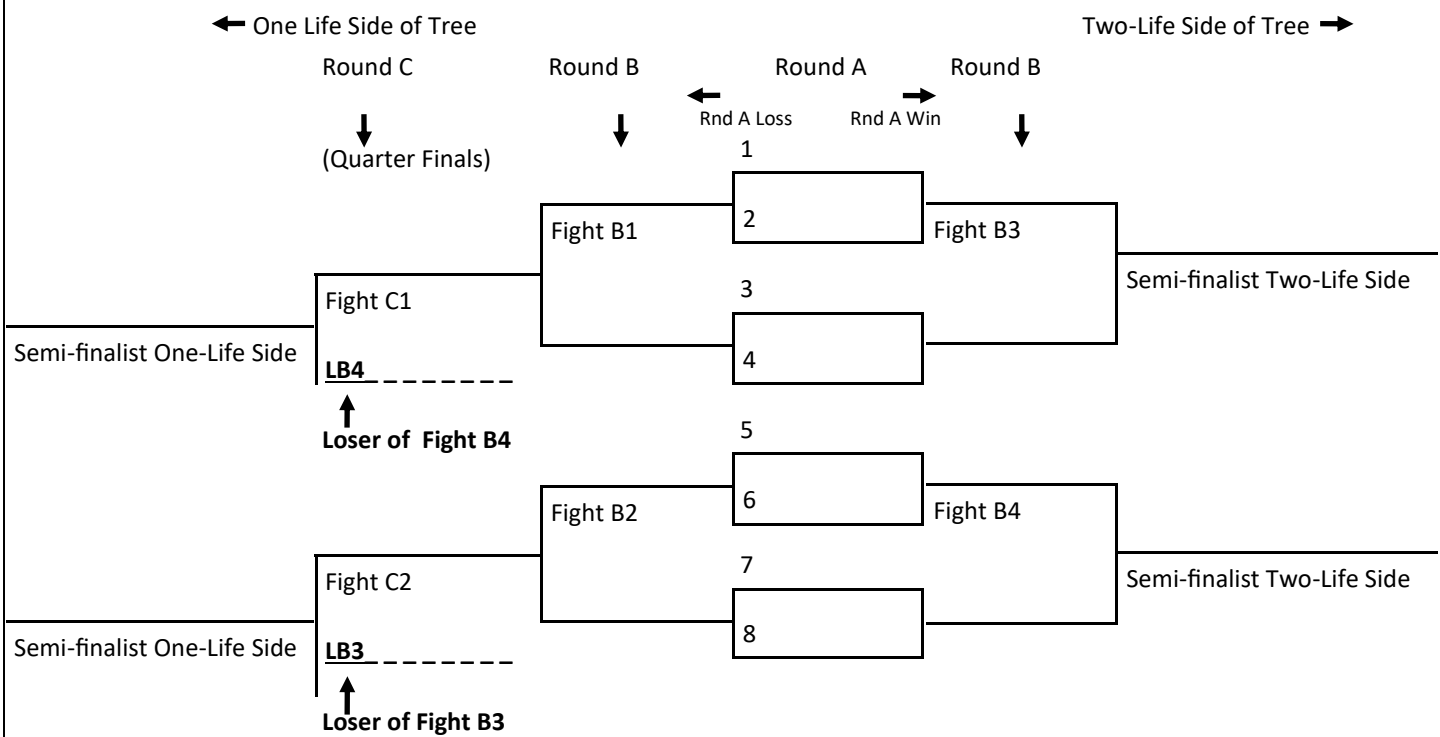 One Life Side of Tree
Two-Life Side of Tree
Round C
Round B
Round A
Round B
Rnd A Loss
Rnd A Win
(Quarter Finals)
1
Fight B1
2
Fight B3
Semi-finalist Two-Life Side
3
Fight C1
Semi-finalist One-Life Side
4
LB4_ _ _ _ _ _ _ _
Loser of Fight B4
5
6
Fight B2
Fight B4
7
Fight C2
Semi-finalist Two-Life Side
8
Semi-finalist One-Life Side
LB3_ _ _ _ _ _ _ _
Loser of Fight B3